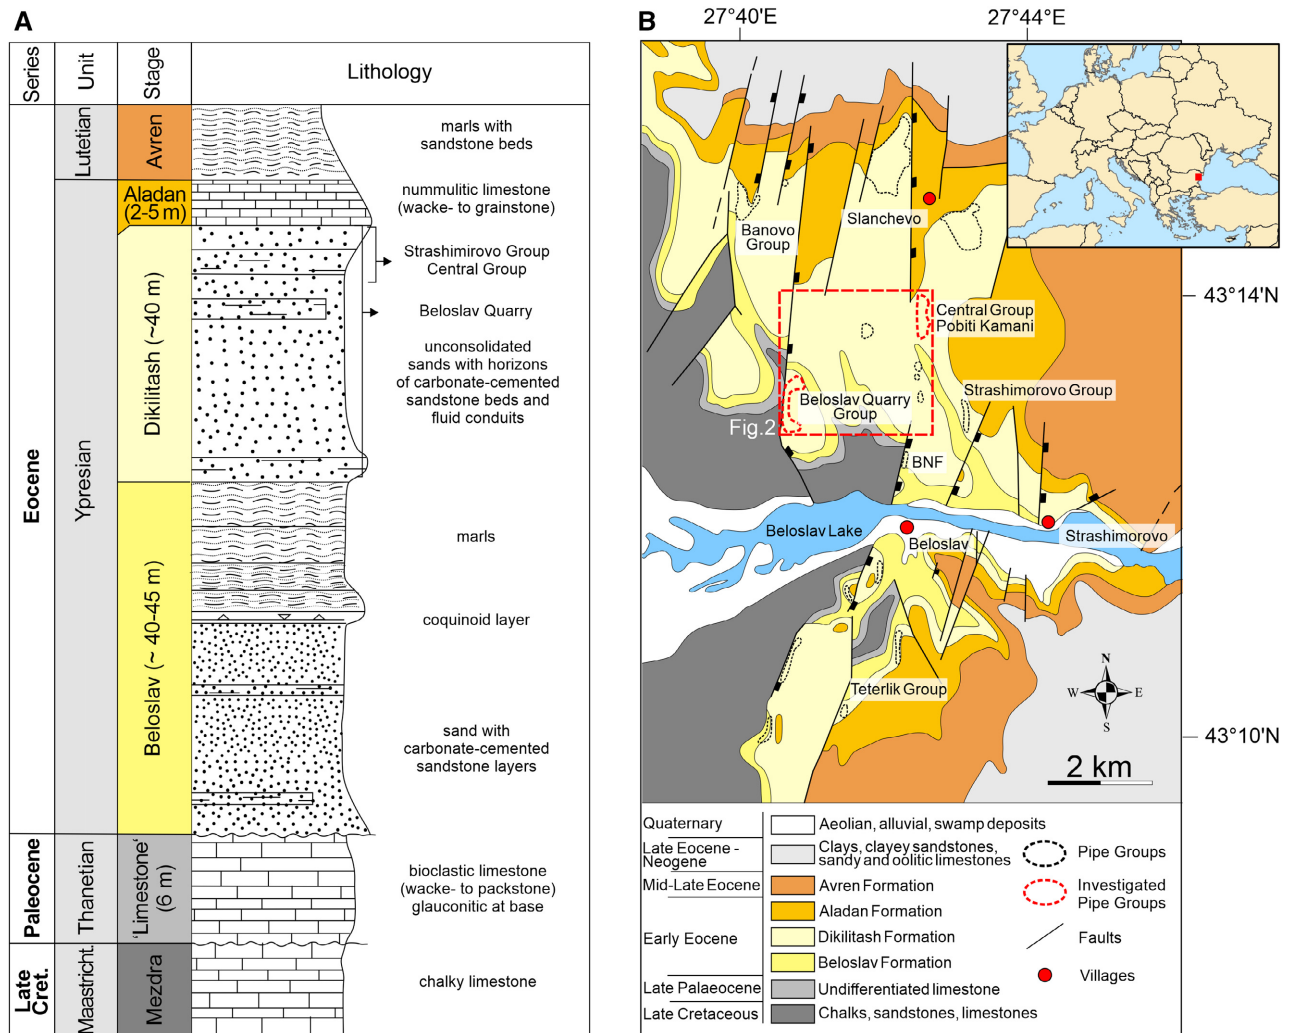 A
Series
Unit
Stage
Lithology
Eocene
Paleocene
Late
Cret.
Lutetian
Ypresian
Thanetian
Maastricht.
Avren
Aladan
(2-5 m)
Dikilitash (~40 m)
Beloslav (~ 40-45 m)
‘Limestone‘
(6 m)
Mezdra
marls with
sandstone beds
nummulitic limestone
(wacke- to grainstone)
Strashimirovo Group
Central Group
Beloslav Quarry
unconsolidated
sands with horizons
of carbonate-cemented
sandstone beds and
fluid conduits
marls
coquinoid layer
sand with
carbonate-cemented
sandstone layers
bioclastic limestone
(wacke- to packstone)
glauconitic at base
chalky limestone
B
27°40'E
27°44°E
43°14'N
43°10'N
Banovo
Group
Slanchevo
Central Group
Pobiti Kamani
Strashimorovo Group
Beloslav Quarry
Group
Fig.2
BNF
Beloslav Lake
Beloslav
Strashimorovo
Teterlik Group
N
W
E
S
2 km
Quaternary
Aeolian, alluvial, swamp deposits
Late Eocene -
Neogene
Clays, clayey sandstones,
sandy and oolitic limestones
Mid-Late Eocene
Avren Formation
Aladan Formation
Early Eocene
Dikilitash Formation
Beloslav Formation
Late Palaeocene
Undifferentiated limestone
Late Cretaceous
Chalks, sandstones, limestones
Pipe Groups
Investigated
Pipe Groups
Faults
Villages